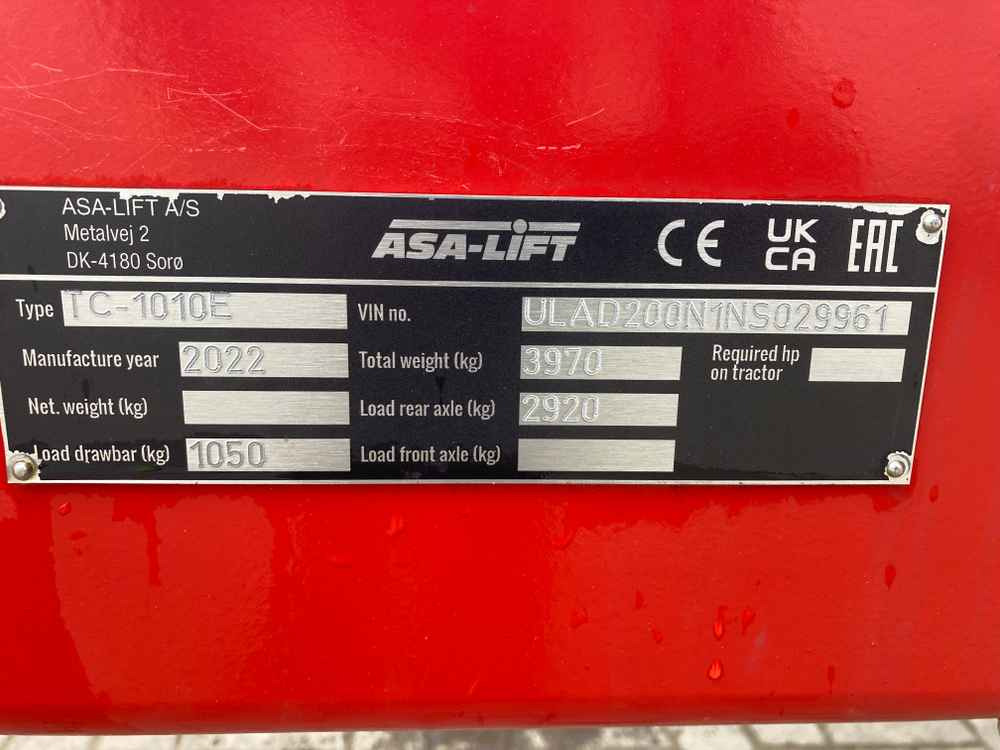 ASA-LIFT A/S
Metalvej 2
DK-4180 Sorø
ASA-LiFT
CE
UK
CA
EAC
Type TC-1010E
VIN no. ULAD200N1NS029961
Manufacture year 2022
Total weight (kg) 3970
Required hp
on tractor
Net. weight (kg)
Load rear axle (kg) 2920
Load drawbar (kg) 1050
Load front axle (kg)